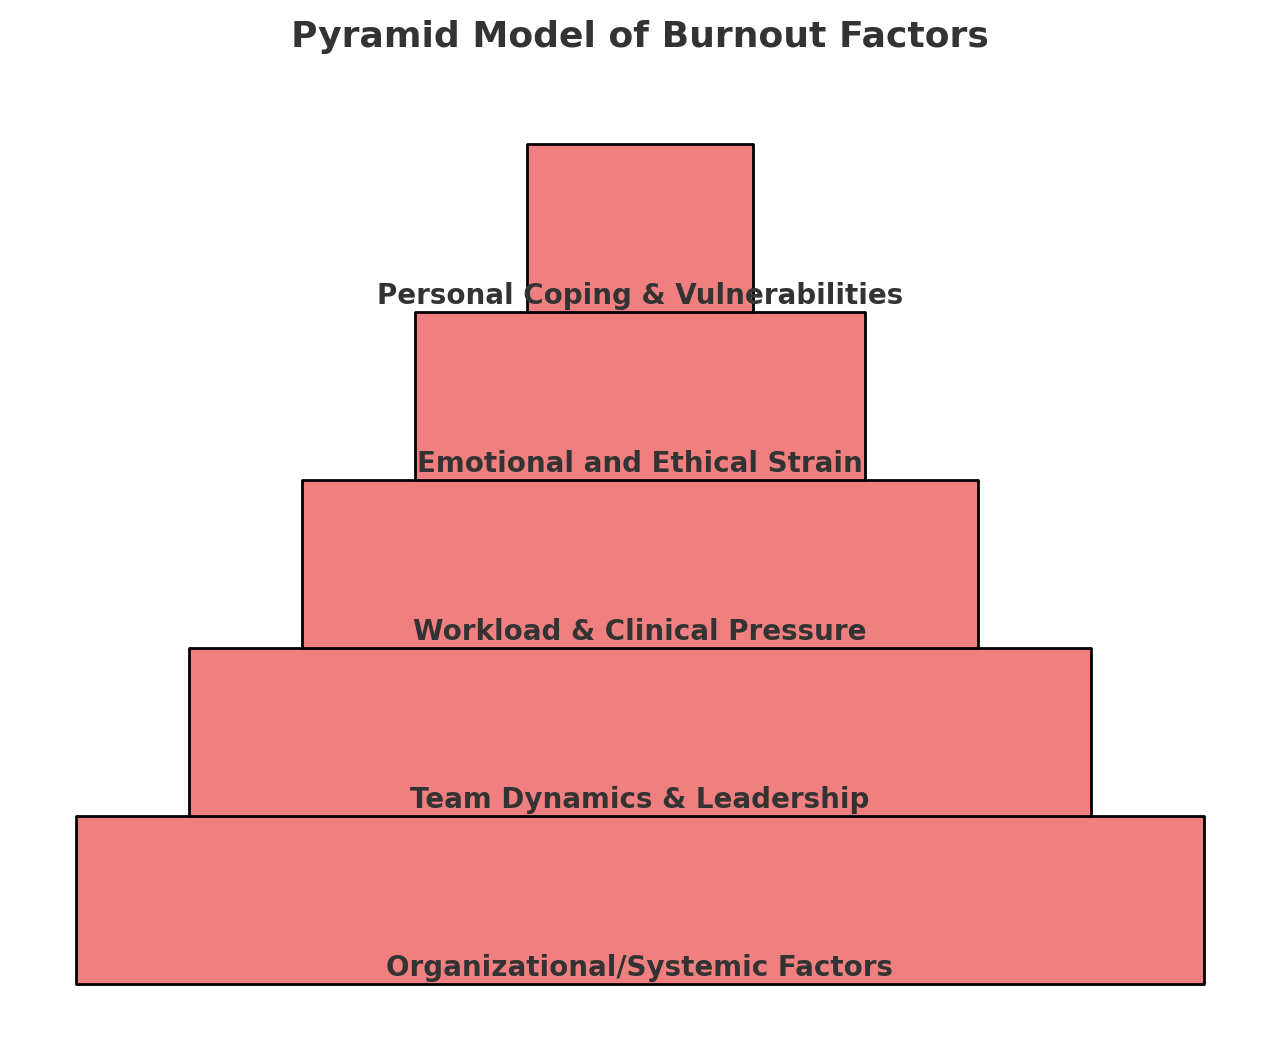 Pyramid Model of Burnout Factors
Personal Coping & Vulnerabilities
Emotional and Ethical Strain
Workload & Clinical Pressure
Team Dynamics & Leadership
Organizational/Systemic Factors